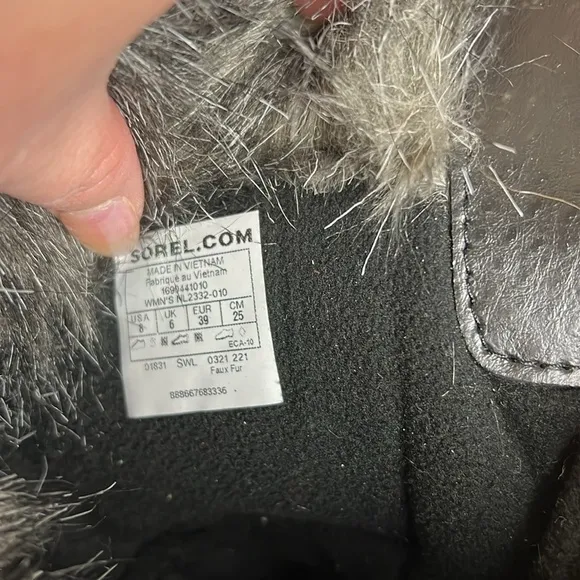 SOREL.COM
MADE IN VIETNAM
Fabriqué au Vietnam
1699441010
WMN'S NL2332-010
USA UK EUR CM
8 6 39 25
ECA-10
01831 SWL 0321 221
Faux Fur
888667683336